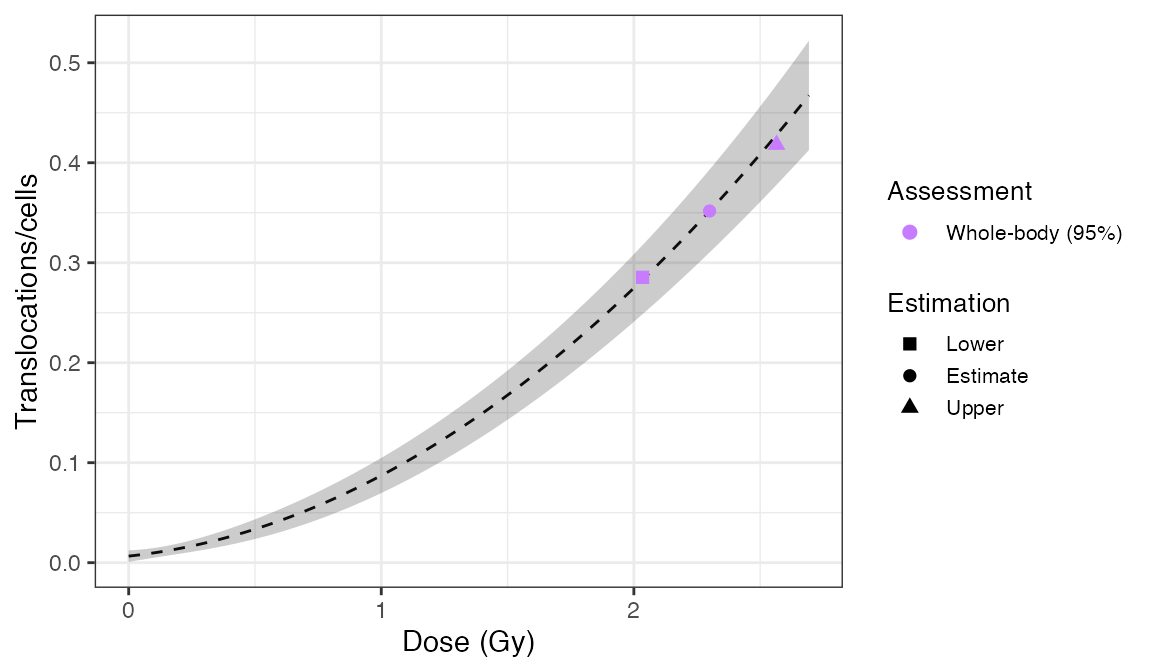 0.5
0.4
0.3
0.2
0.1
0.0
Translocations/cells
0
1
2
Dose (Gy)
Assessment
Whole-body (95%)
Estimation
Lower
Estimate
Upper